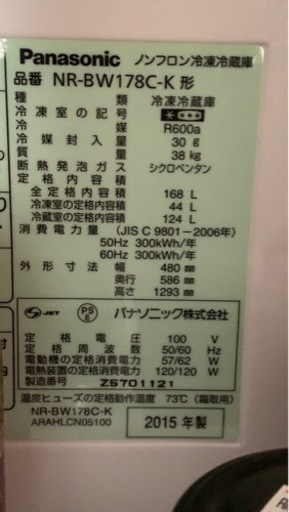 Panasonic ノンフロン冷凍冷蔵庫
品番 NR-BW178C-K 形
種類 冷凍冷蔵庫
冷凍室の記号
冷媒 R600a
冷媒封入量 30 g
質量 38 kg
断熱発泡ガス シクロペンタン
定格内容積
全定格内容積 168 L
冷凍室の定格内容積 44 L
冷蔵室の定格内容積 124 L
消費電力量 (JIS C 9801-2006年)
50Hz 300kWh/年
60Hz 300kWh/年
外形寸法 幅 480 mm
奥行 586 mm
高さ 1293 mm
JET PS E パナソニック株式会社
定格電圧 100 V
定格周波数 50/60 Hz
電動機の定格消費電力 57/62 W
電熱装置の定格消費電力 120/120 W
製造番号 Z5701121
温度ヒューズの定格動作温度 73℃ (霜取用)
NR-BW178C-K
ARAHLCN05100
2015 年製